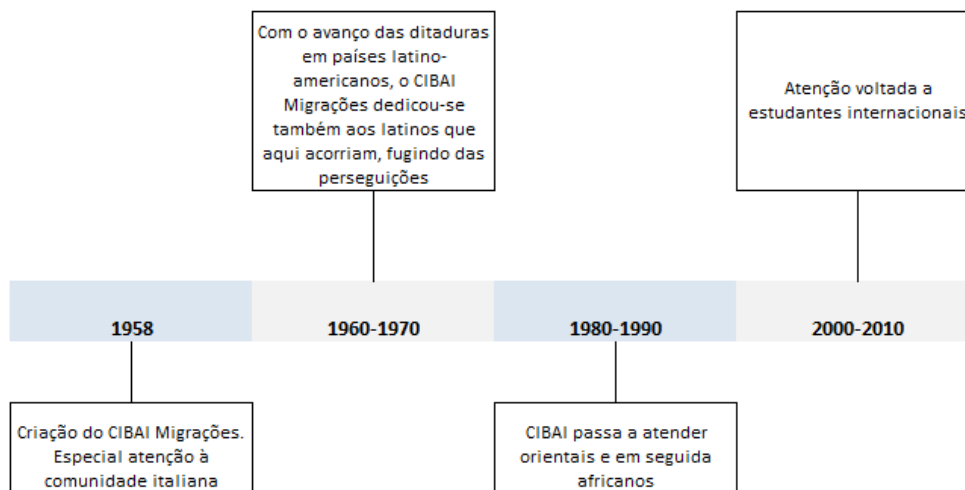 Com o avanço das ditaduras
em países latino-
americanos, o CIBAI
Migrações dedicou-se
também aos latinos que
aqui acorriam, fugindo das
perseguições
Atenção voltada a
estudantes internacionais
1958
1960-1970
1980-1990
2000-2010
Criação do CIBAI Migrações.
Especial atenção à
comunidade italiana
CIBAI passa a atender
orientais e em seguida
africanos